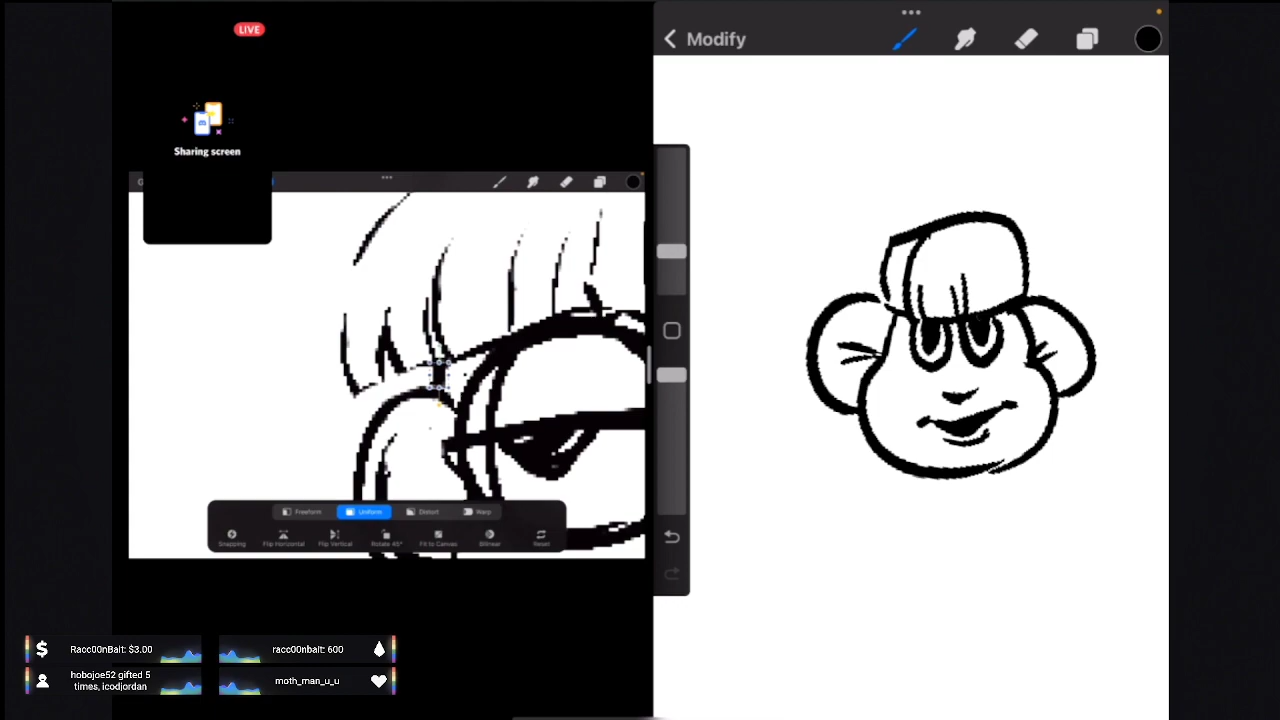 LIVE
Modify
Sharing screen
Freeform
Uniform
Distort
Warp
Snapping
Flip Horizontal
Flip Vertical
Rotate 45°
Fit to Canvas
Bilinear
Reset
Racc00nBait: $3.00
racc00nbait: 600
hobojoe52 gifted 5
times, icodjordan
moth_man_u_u